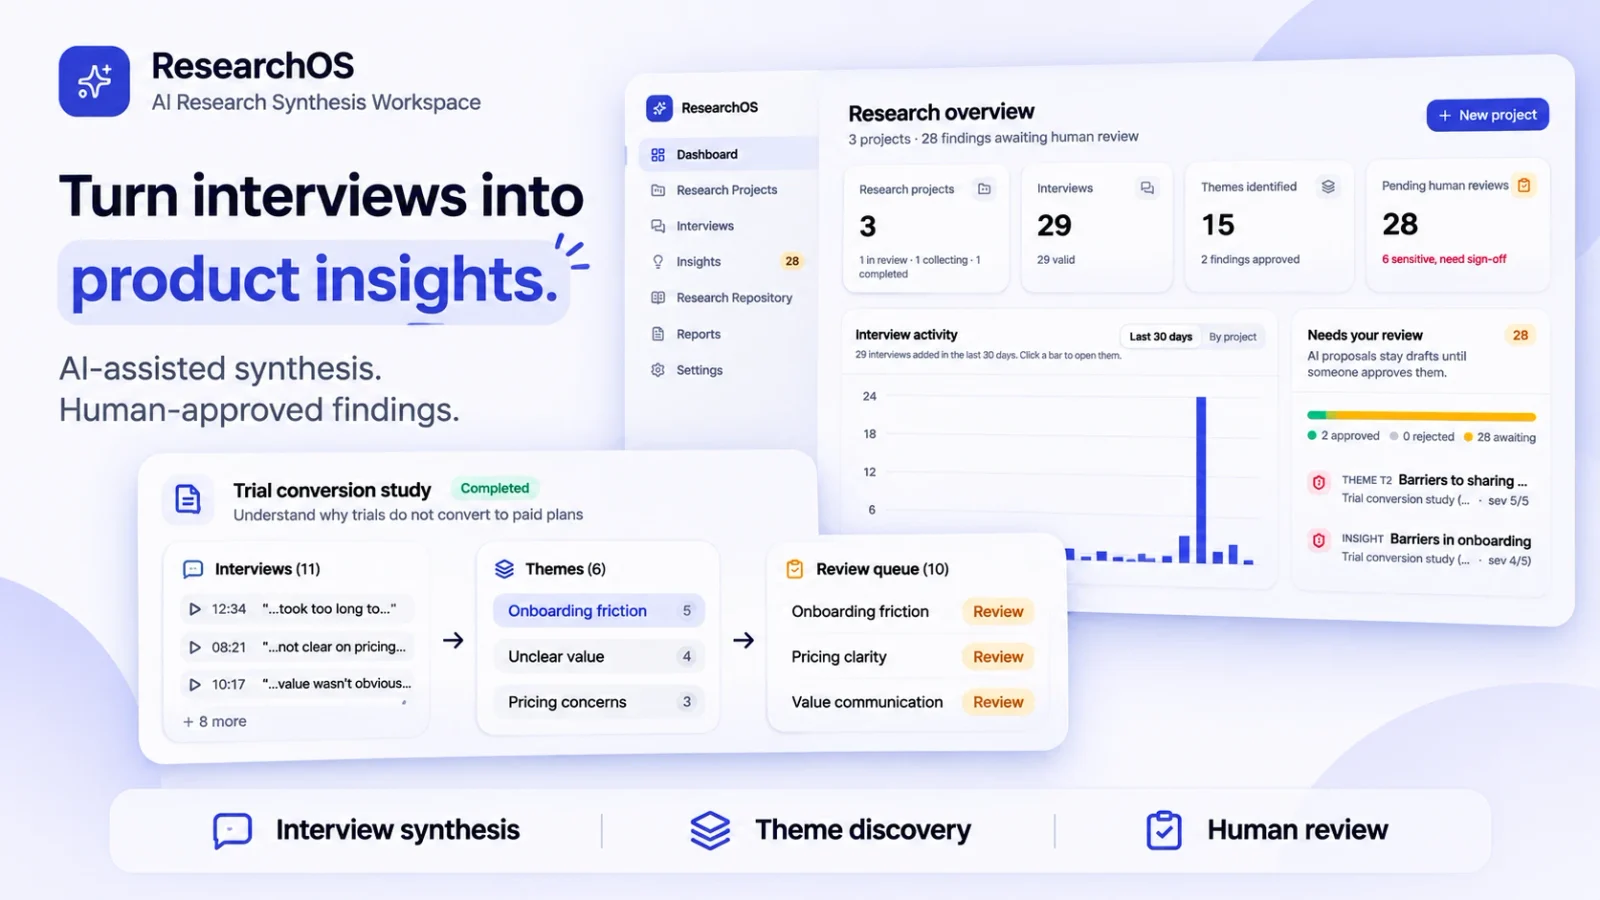 ResearchOS
AI Research Synthesis Workspace
Turn interviews into
product insights.
AI-assisted synthesis.
Human-approved findings.
ResearchOS
Dashboard
Research Projects
Interviews
Insights 28
Research Repository
Reports
Settings
Research overview
3 projects · 28 findings awaiting human review
+ New project
Research projects
3
1 in review · 1 collecting · 1
completed
Interviews
29
29 valid
Themes identified
15
2 findings approved
Pending human reviews
28
6 sensitive, need sign-off
Interview activity
29 interviews added in the last 30 days. Click a bar to open them.
Last 30 days By project
24
18
12
6
Needs your review 28
AI proposals stay drafts until
someone approves them.
2 approved 0 rejected 28 awaiting
THEME T2 Barriers to sharing ...
Trial conversion study (... · sev 5/5
INSIGHT Barriers in onboarding
Trial conversion study (... · sev 4/5)
Trial conversion study Completed
Understand why trials do not convert to paid plans
Interviews (11)
12:34 "...took too long to..."
08:21 "...not clear on pricing...
10:17 "...value wasn't obvious...
+ 8 more
Themes (6)
Onboarding friction 5
Unclear value 4
Pricing concerns 3
Review queue (10)
Onboarding friction Review
Pricing clarity Review
Value communication Review
Interview synthesis
Theme discovery
Human review